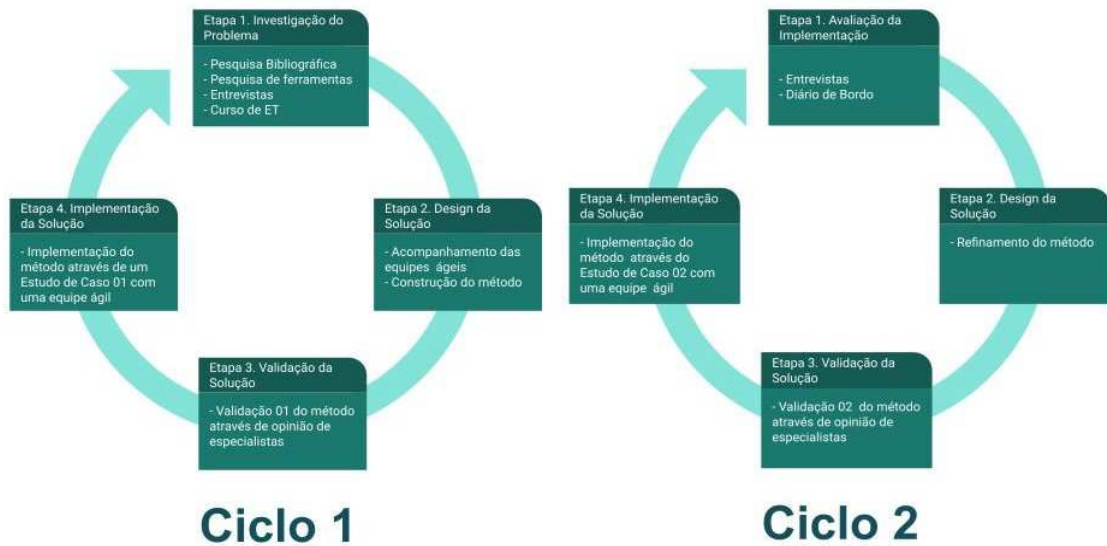 Etapa 1. Investigação do
Problema
- Pesquisa Bibliográfica
- Pesquisa de ferramentas
- Entrevistas
- Curso de ET
Etapa 2. Design da
Solução
- Acompanhamento das
equipes ágeis
- Construção do método
Etapa 3. Validação da
Solução
- Validação 01 do método
através de opinião de
especialistas
Etapa 4. Implementação
da Solução
- Implementação do
método através de um
Estudo de Caso 01 com
uma equipe ágil
Ciclo 1
Etapa 1. Avaliação da
Implementação
- Entrevistas
- Diário de Bordo
Etapa 2. Design da
Solução
- Refinamento do método
Etapa 3. Validação da
Solução
- Validação 02 do método
através de opinião de
especialistas
Etapa 4. Implementação
da Solução
- Implementação do
método através do
Estudo de Caso 02 com
uma equipe ágil
Ciclo 2